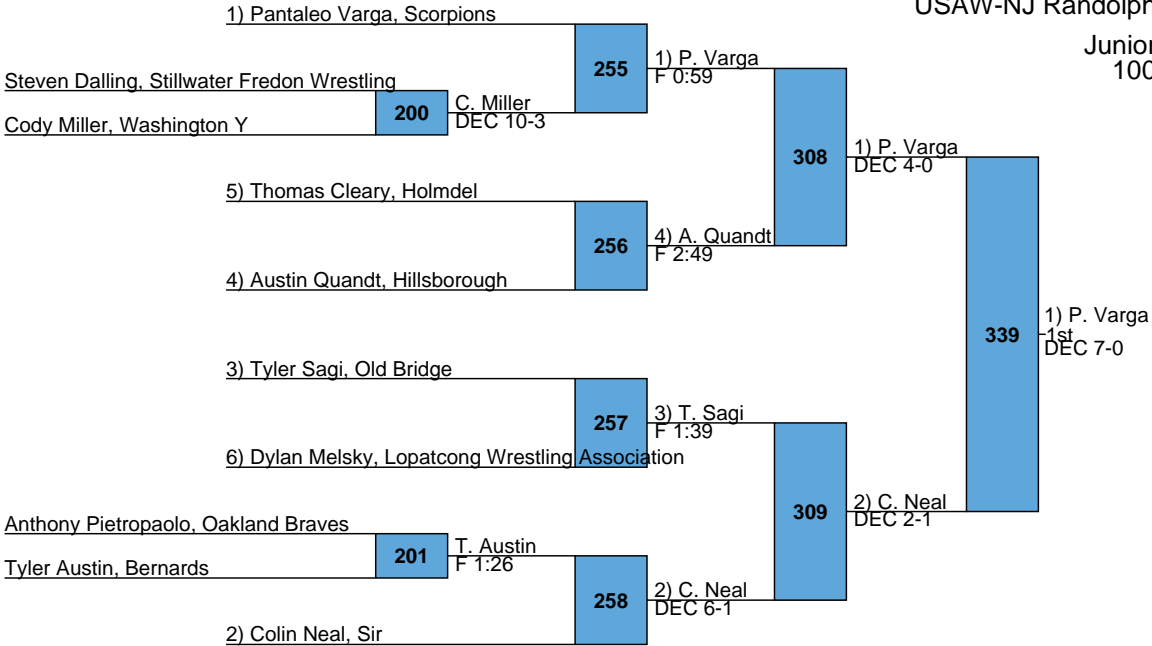 USAW-NJ Randolph
Junior
100
1) Pantaleo Varga, Scorpions
255
1) P. Varga
F 0:59
Steven Dalling, Stillwater Fredon Wrestling
200
C. Miller
DEC 10-3
Cody Miller, Washington Y
308
1) P. Varga
DEC 4-0
5) Thomas Cleary, Holmdel
256
4) A. Quandt
F 2:49
4) Austin Quandt, Hillsborough
339
1) P. Varga
1st
DEC 7-0
3) Tyler Sagi, Old Bridge
257
3) T. Sagi
F 1:39
6) Dylan Melsky, Lopatcong Wrestling Association
309
2) C. Neal
DEC 2-1
Anthony Pietropaolo, Oakland Braves
201
T. Austin
F 1:26
Tyler Austin, Bernards
258
2) C. Neal
DEC 6-1
2) Colin Neal, Sir